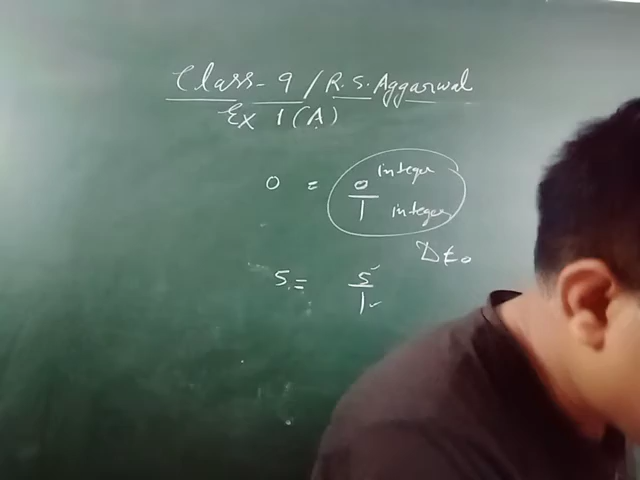 Class-9 / R.S. Aggarwal
Ex 1(A)
0 = 0/1 integer integer
D≠0
5 = 5/1